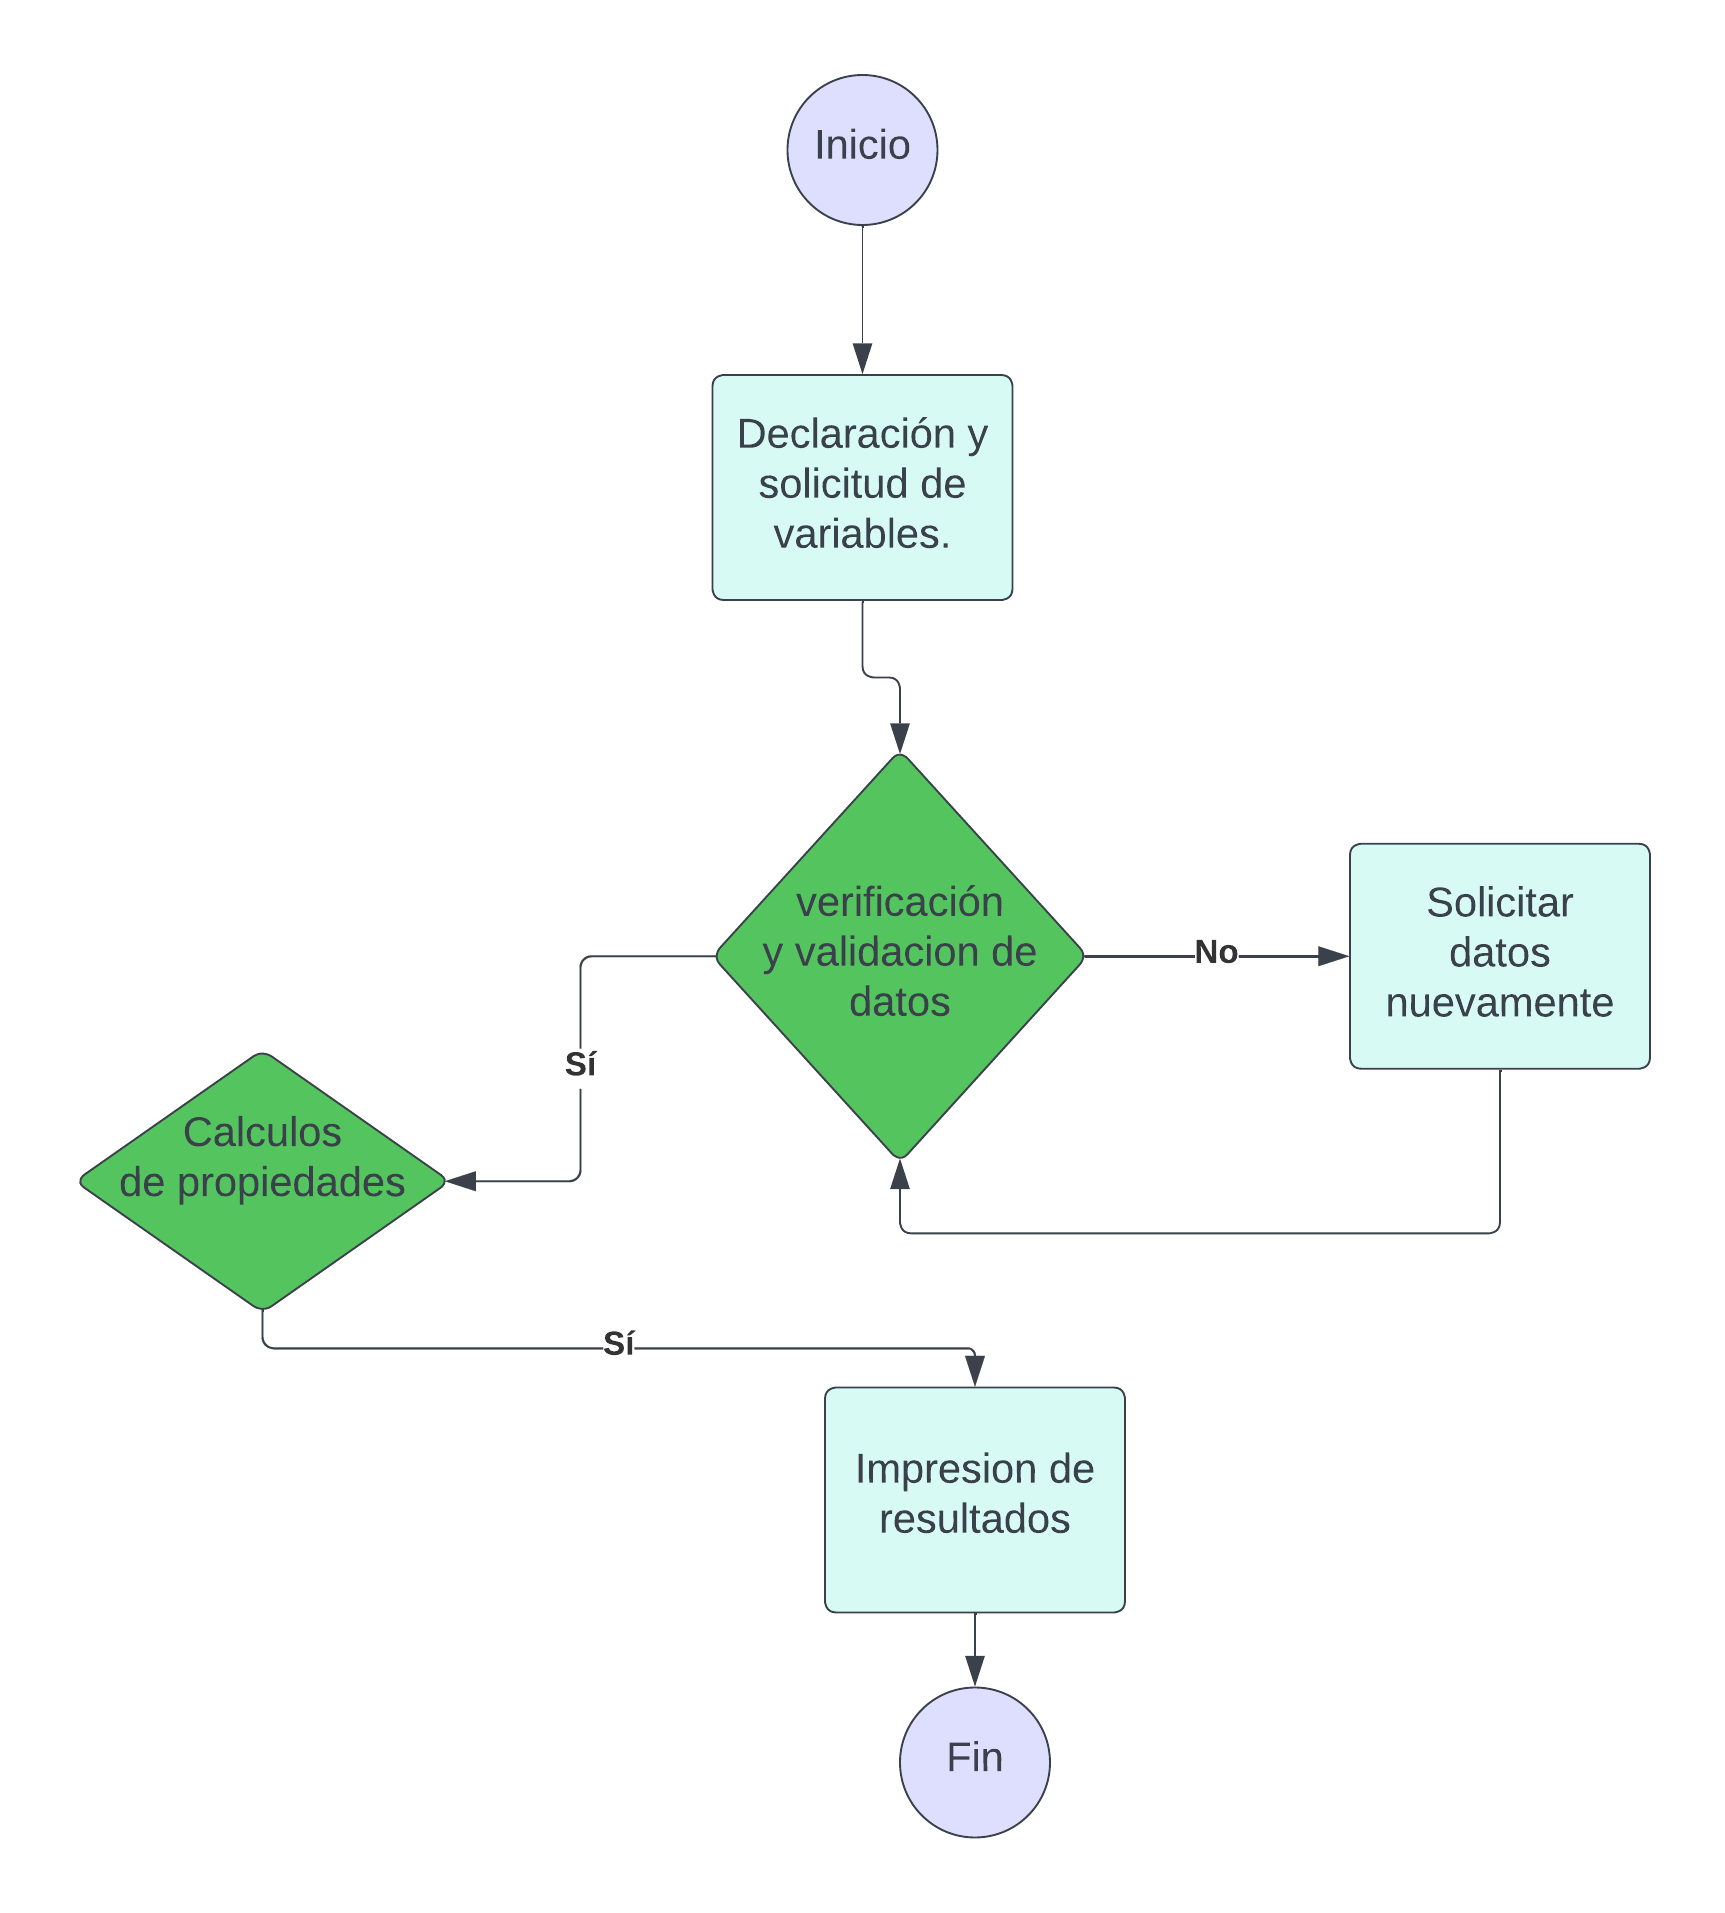 Inicio
Declaración y
solicitud de
variables.
verificación
y validacion de
datos
No
Solicitar
datos
nuevamente
Sí
Calculos
de propiedades
Sí
Impresion de
resultados
Fin